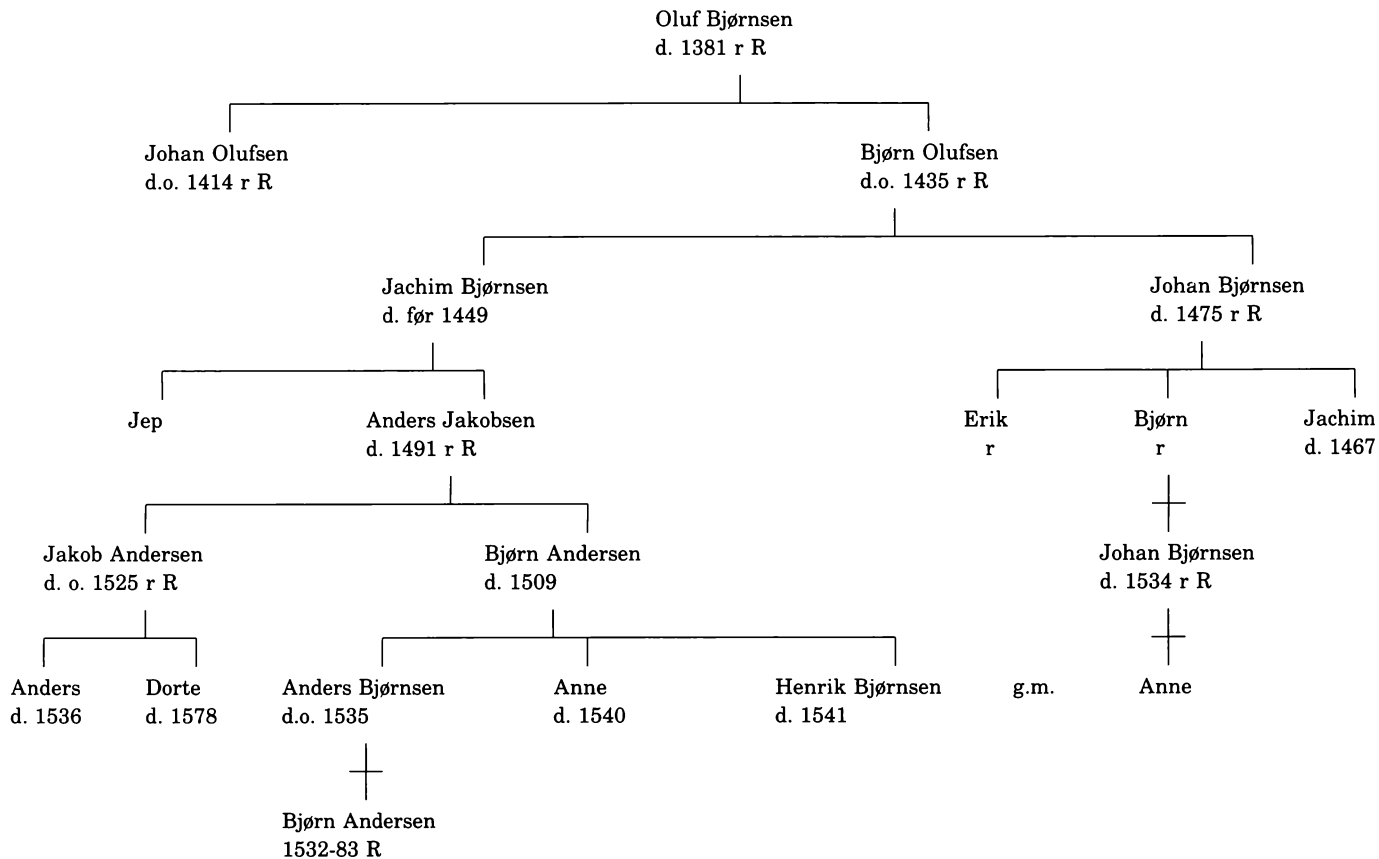 Oluf Bjørnsen
d. 1381 r R
Johan Olufsen
d.o. 1414 r R
Bjørn Olufsen
d.o. 1435 r R
Jachim Bjørnsen
d. før 1449
Johan Bjørnsen
d. 1475 r R
Jep
Anders Jakobsen
d. 1491 r R
Erik
r
Bjørn
r
Jachim
d. 1467
Jakob Andersen
d. o. 1525 r R
Bjørn Andersen
d. 1509
Johan Bjørnsen
d. 1534 r R
Anders
d. 1536
Dorte
d. 1578
Anders Bjørnsen
d.o. 1535
Anne
d. 1540
Henrik Bjørnsen
d. 1541
g.m.
Anne
Bjørn Andersen
1532-83 R